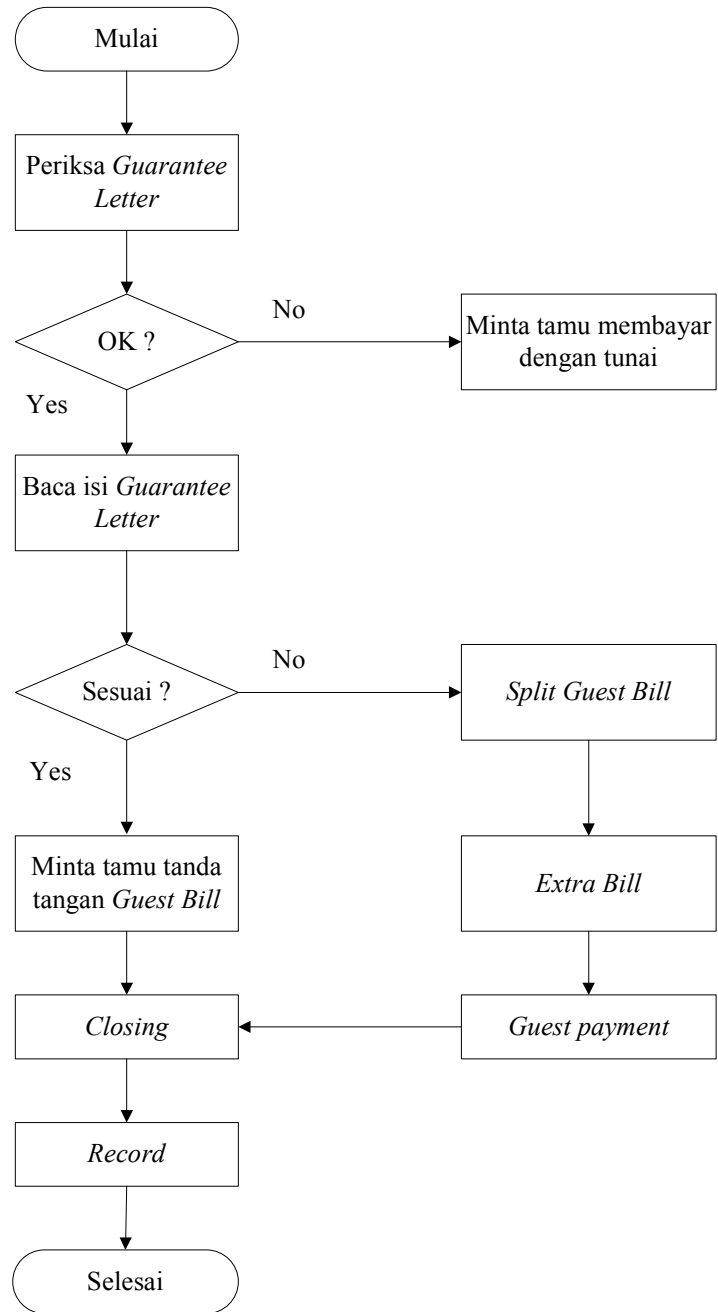 Mulai
Periksa Guarantee
Letter
OK ?
No
Minta tamu membayar
dengan tunai
Yes
Baca isi Guarantee
Letter
Sesuai ?
No
Split Guest Bill
Yes
Minta tamu tanda
tangan Guest Bill
Extra Bill
Closing
Guest payment
Record
Selesai